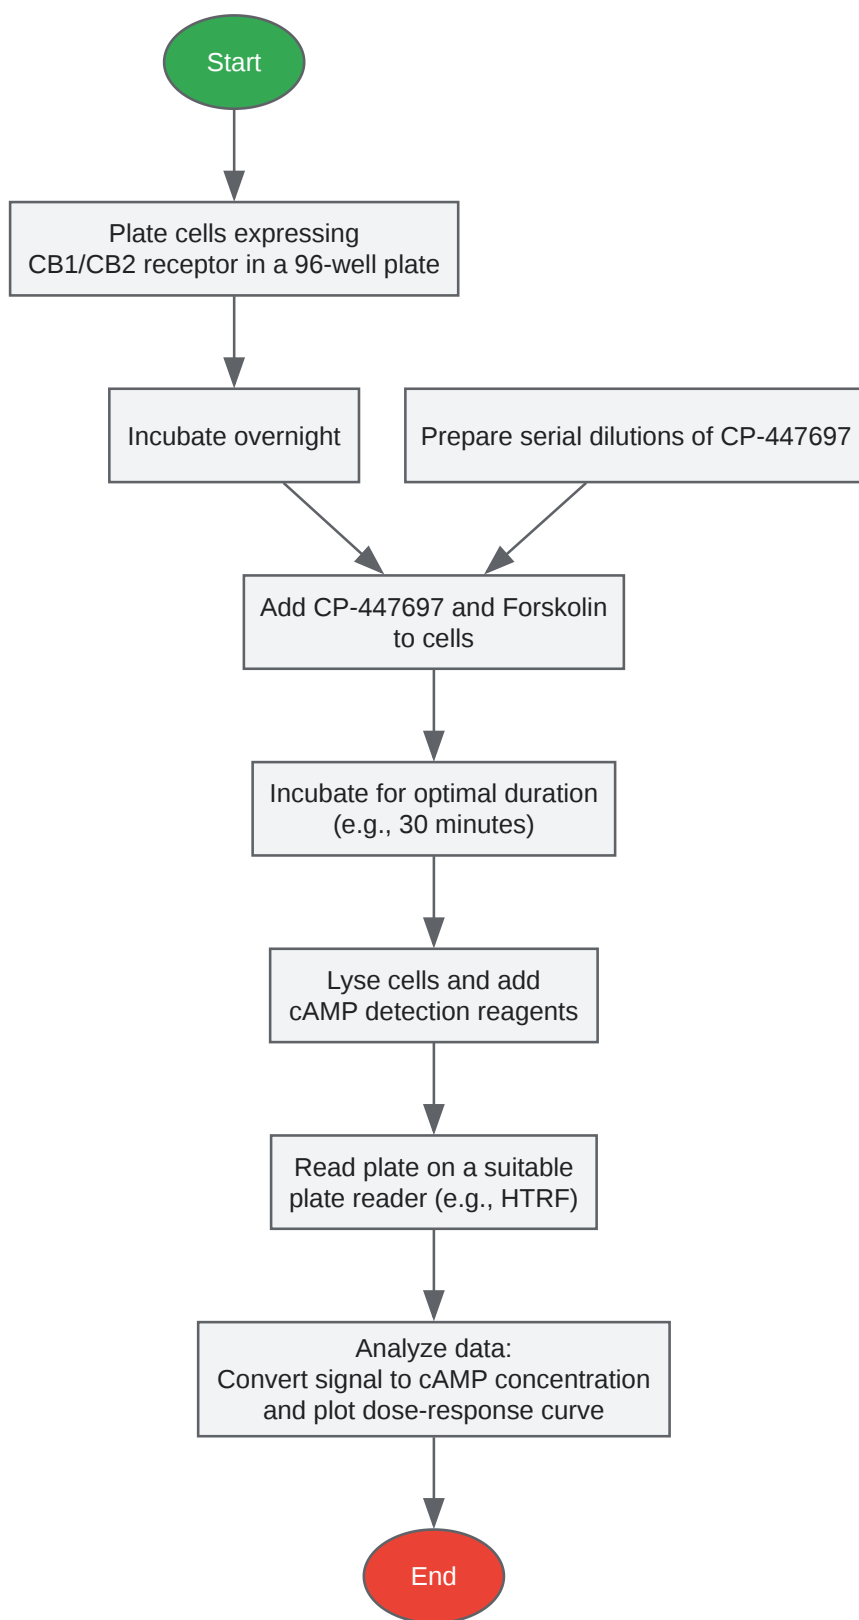 Start
Plate cells expressing
CB1/CB2 receptor in a 96-well plate
Incubate overnight
Prepare serial dilutions of CP-447697
Add CP-447697 and Forskolin
to cells
Incubate for optimal duration
(e.g., 30 minutes)
Lyse cells and add
cAMP detection reagents
Read plate on a suitable
plate reader (e.g., HTRF)
Analyze data:
Convert signal to cAMP concentration
and plot dose-response curve
End